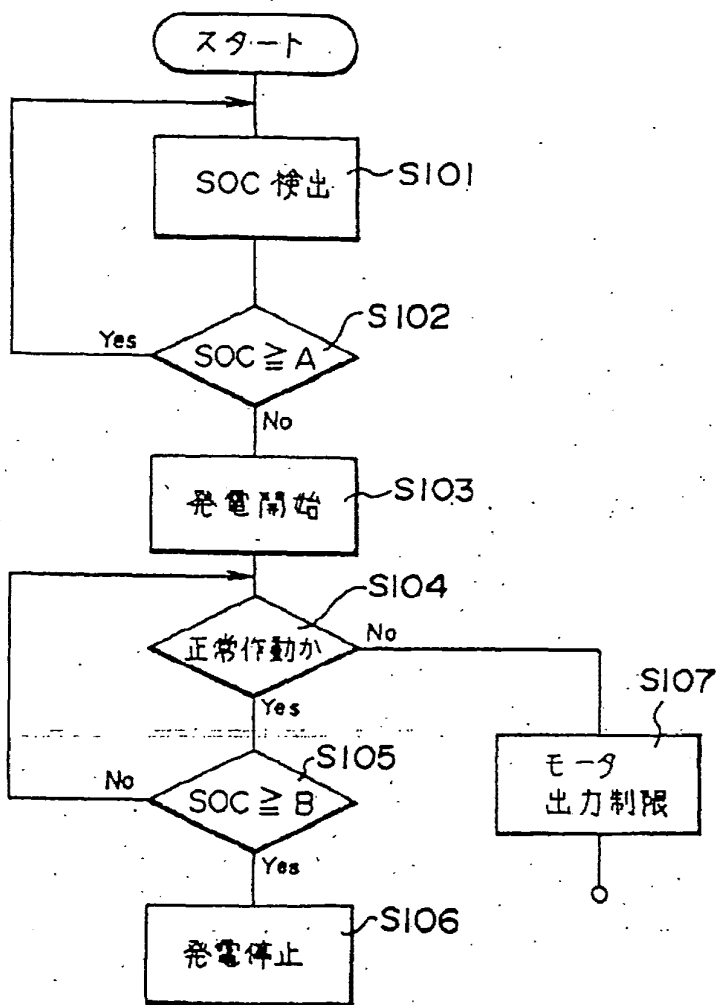 スタート
SOC 検出
S101
S102
Yes
SOC ≧ A
No
発電開始
S103
S104
正常作動か
No
Yes
S107
モータ
出力制限
S105
No
SOC ≧ B
Yes
発電停止
S106